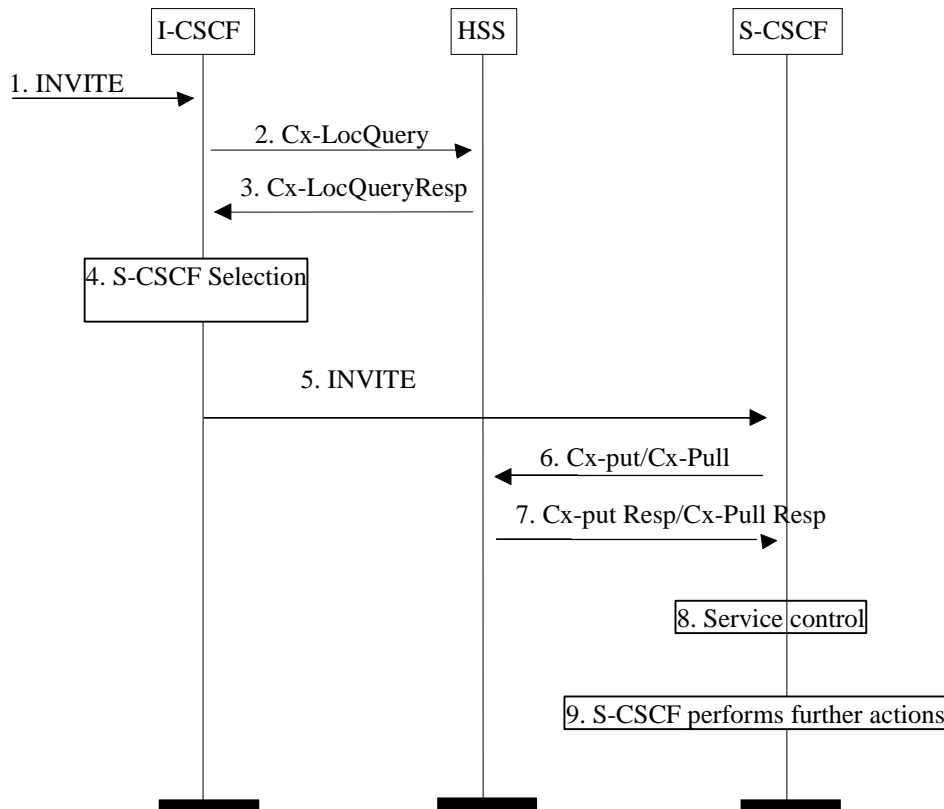 I-CSCF
HSS
S-CSCF
1. INVITE
2. Cx-LocQuery
3. Cx-LocQueryResp
4. S-CSCF Selection
5. INVITE
6. Cx-put/Cx-Pull
7. Cx-put Resp/Cx-Pull Resp
8. Service control
9. S-CSCF performs further actions